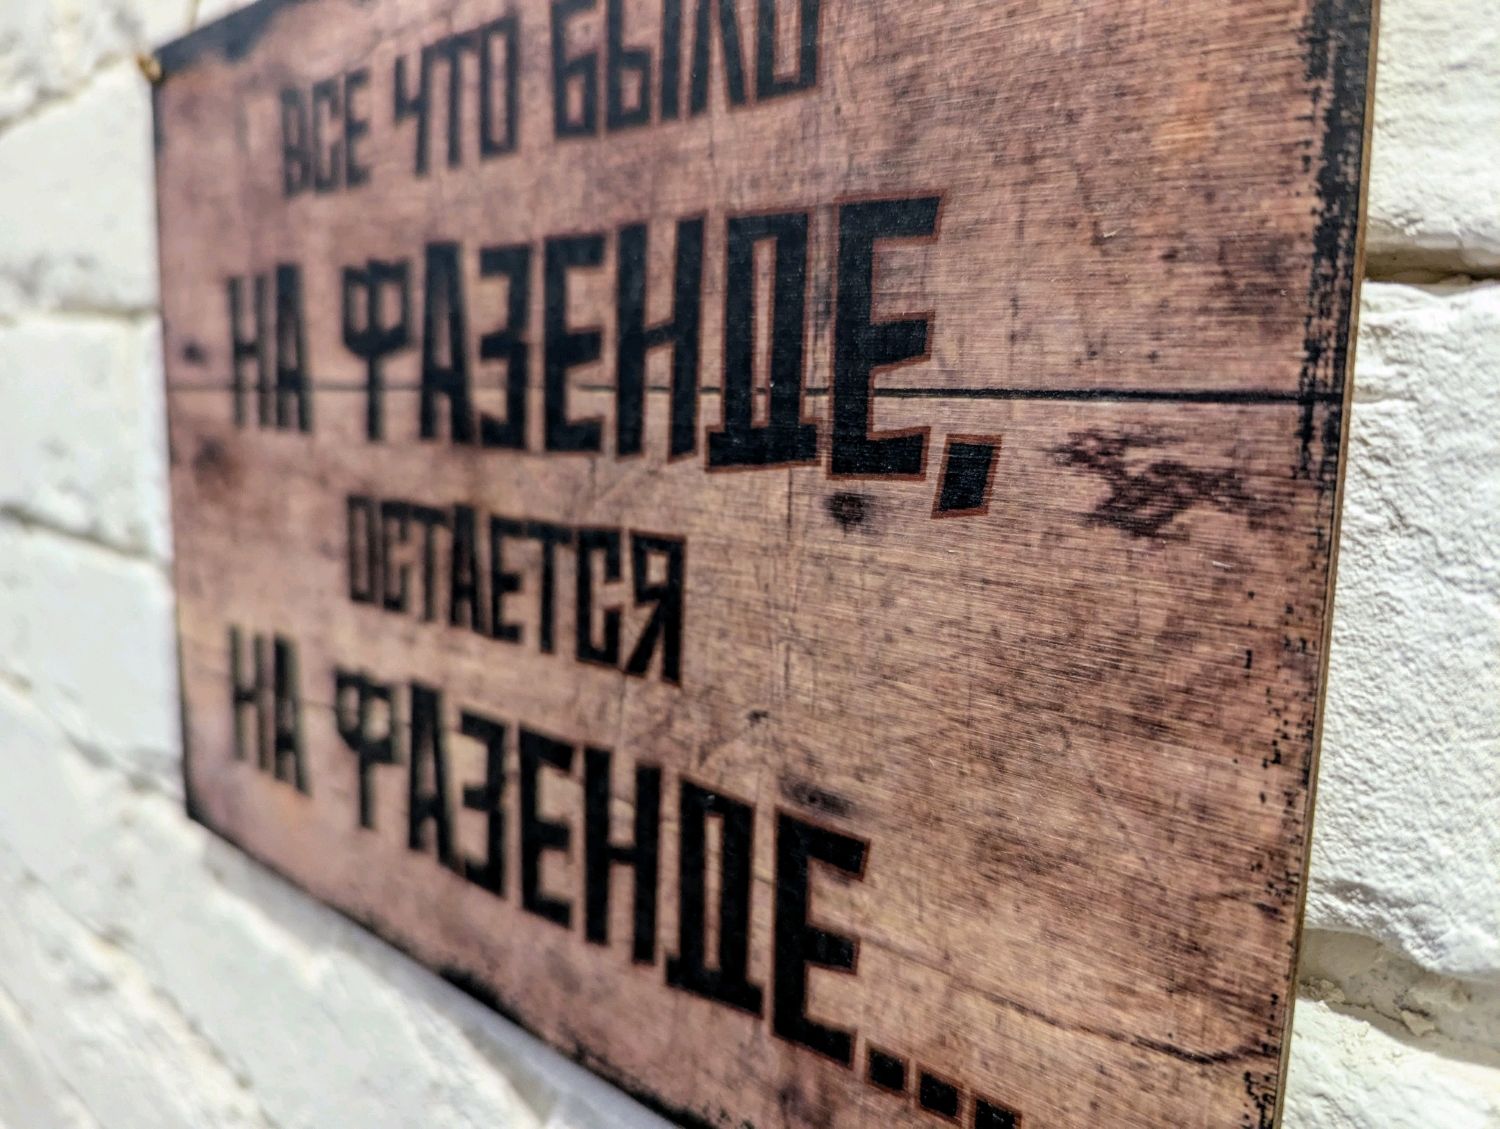 ВСЕ ЧТО БЫЛО
НА ФАЗЕНДЕ,
ОСТАЕТСЯ
НА ФАЗЕНДЕ...